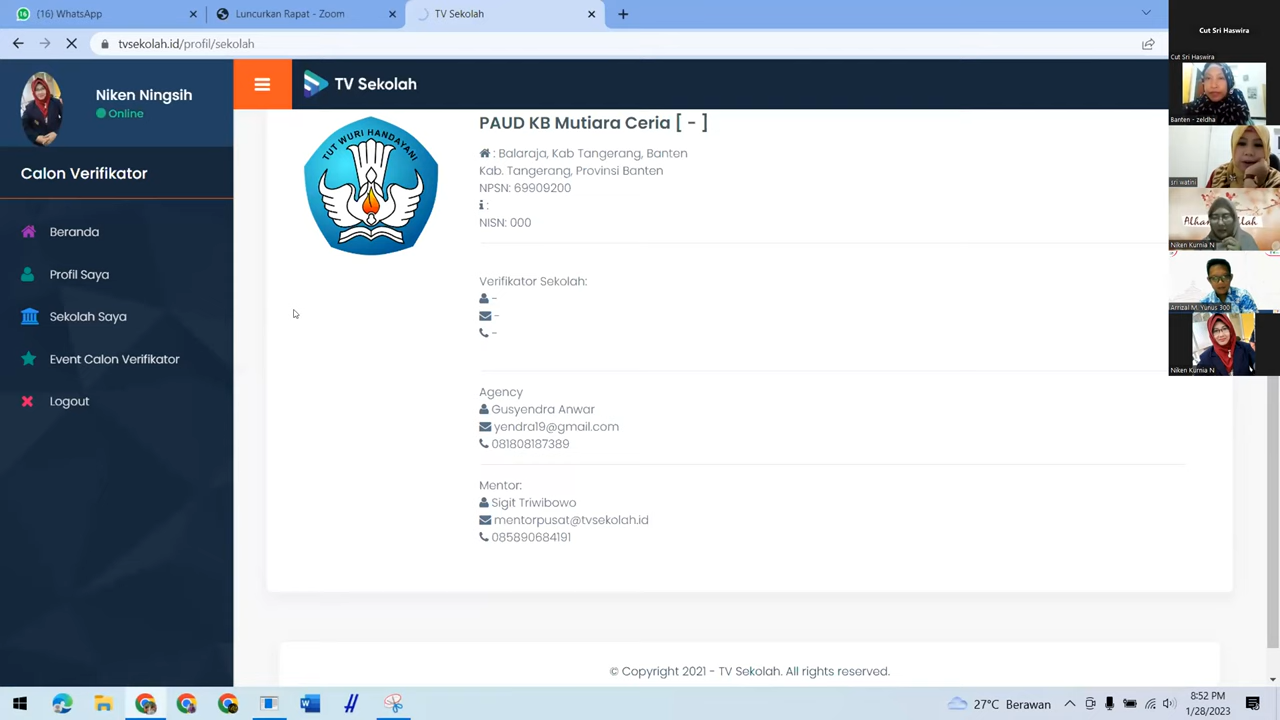 (16) WhatsApp
Luncurkan Rapat - Zoom
TV Sekolah
tvsekolah.id/profil/sekolah
Niken Ningsih
Online
Calon Verifikator
Beranda
Profil Saya
Sekolah Saya
Event Calon Verifikator
Logout
TV Sekolah
TUT WURI HANDAYANI
PAUD KB Mutiara Ceria [ - ]
: Balaraja, Kab Tangerang, Banten
Kab. Tangerang, Provinsi Banten
NPSN: 69909200
:
NISN: 000
Verifikator Sekolah:
-
-
-
Agency
Gusyendra Anwar
yendra19@gmail.com
081808187389
Mentor:
Sigit Triwibowo
mentorpusat@tvsekolah.id
085890684191
© Copyright 2021 - TV Sekolah. All rights reserved.
Cut Sri Haswira
Cut Sri Haswira
Banten - zeldha
sri watini
Niken Kurnia N
Arrizal M. Yunus 300
Niken Kurnia N
27°C Berawan
8:52 PM
1/28/2023